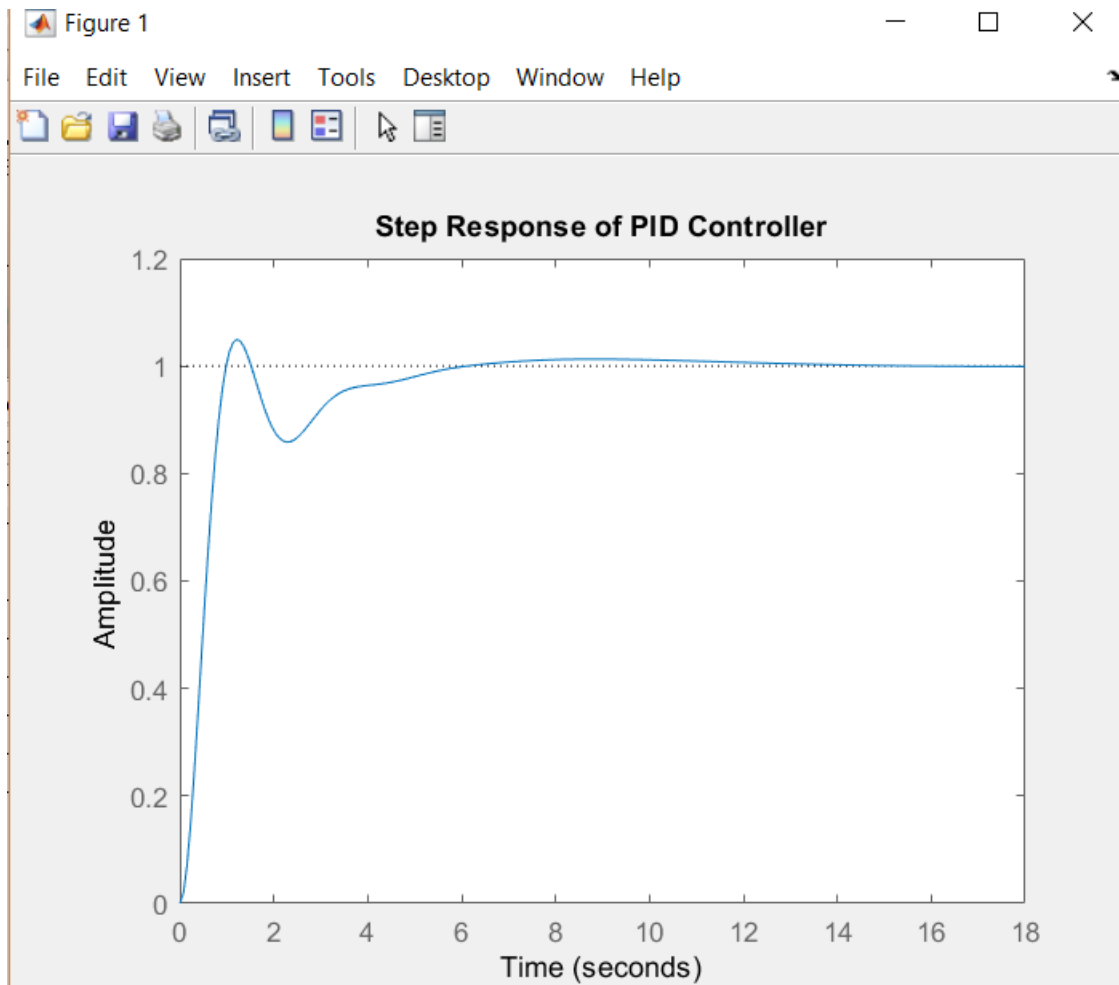 Figure 1
File Edit View Insert Tools Desktop Window Help
Step Response of PID Controller
1.2
1
0.8
0.6
0.4
0.2
0
Amplitude
0 2 4 6 8 10 12 14 16 18
Time (seconds)